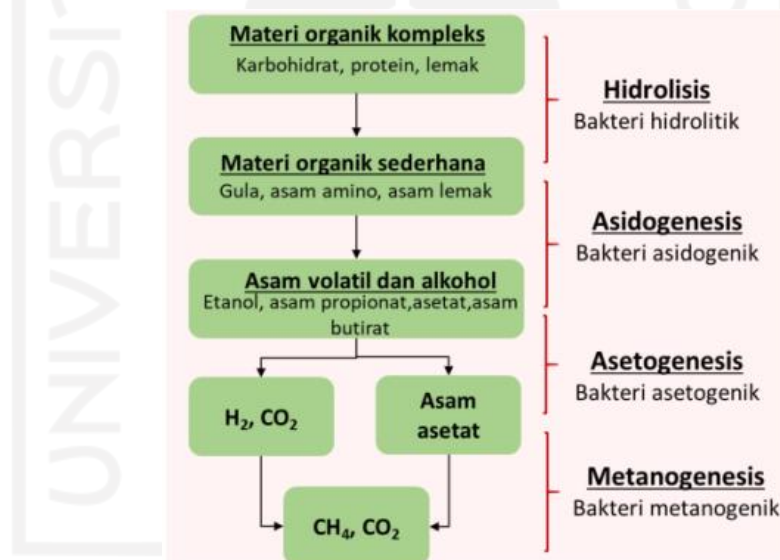 Materi organik kompleks
Karbohidrat, protein, lemak
Hidrolisis
Bakteri hidrolitik
Materi organik sederhana
Gula, asam amino, asam lemak
Asidogenesis
Bakteri asidogenik
Asam volatil dan alkohol
Etanol, asam propionat,asetat,asam
butirat
Asetogenesis
Bakteri asetogenik
H₂, CO₂
Asam
asetat
Metanogenesis
Bakteri metanogenik
CH₄, CO₂
UNIVERSI